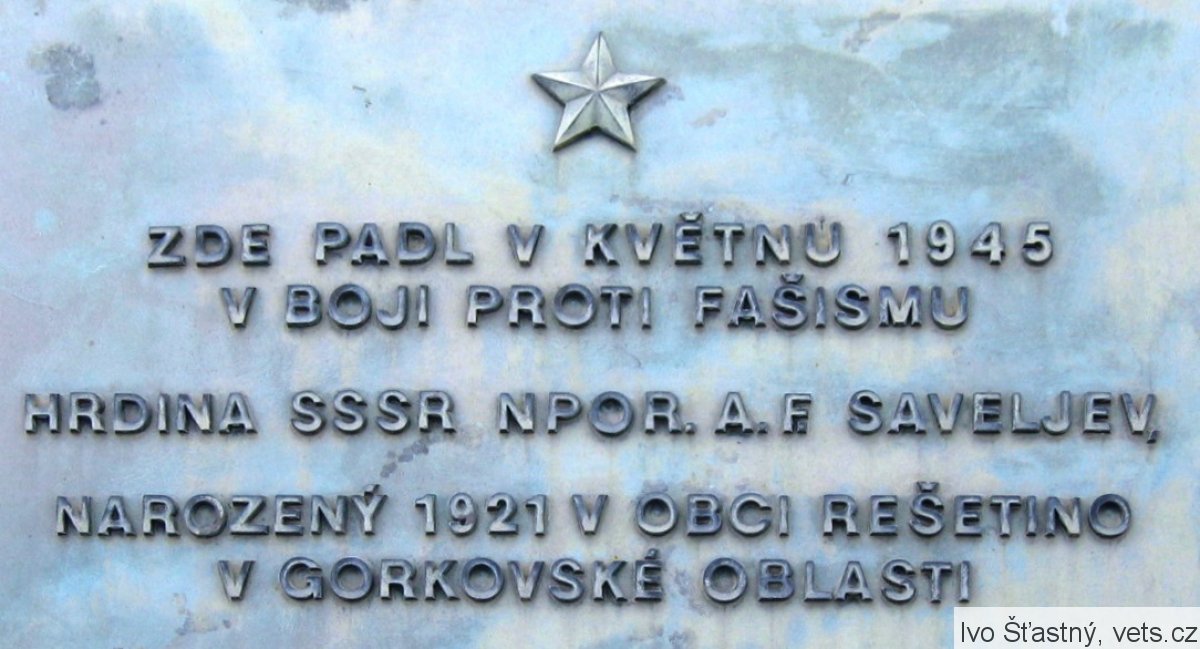 ZDE PADL V KVĚTNU 1945
V BOJI PROTI FAŠISMU
HRDINA SSSR NPOR. A. F. SAVELJEV,
NAROZENÝ 1921 V OBCI REŠETINO
V GORKOVSKÉ OBLASTI
Ivo Šťastný, vets.cz